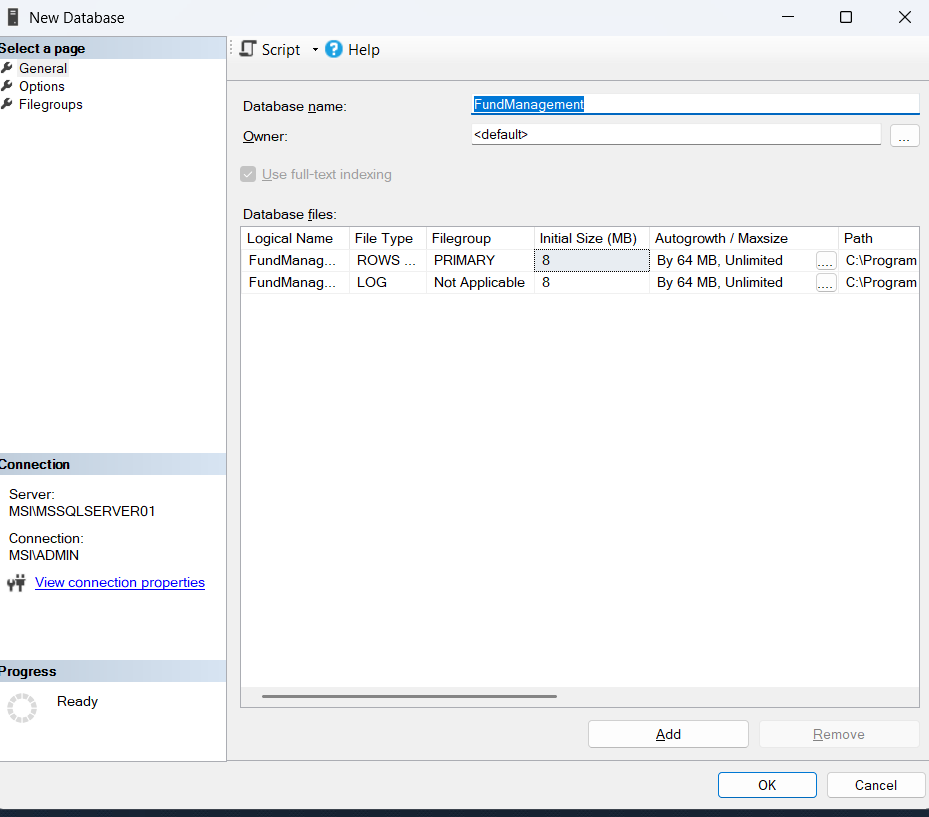 New Database
Select a page
General
Options
Filegroups
Script
Help
Database name: FundManagement
Owner: <default> ...
Use full-text indexing
Database files:
Logical Name File Type Filegroup Initial Size (MB) Autogrowth / Maxsize Path
FundManag... ROWS ... PRIMARY 8 By 64 MB, Unlimited .... C:\Program
FundManag... LOG Not Applicable 8 By 64 MB, Unlimited .... C:\Program
Connection
Server:
MSI\MSSQLSERVER01
Connection:
MSI\ADMIN
View connection properties
Progress
Ready
Add Remove
OK Cancel